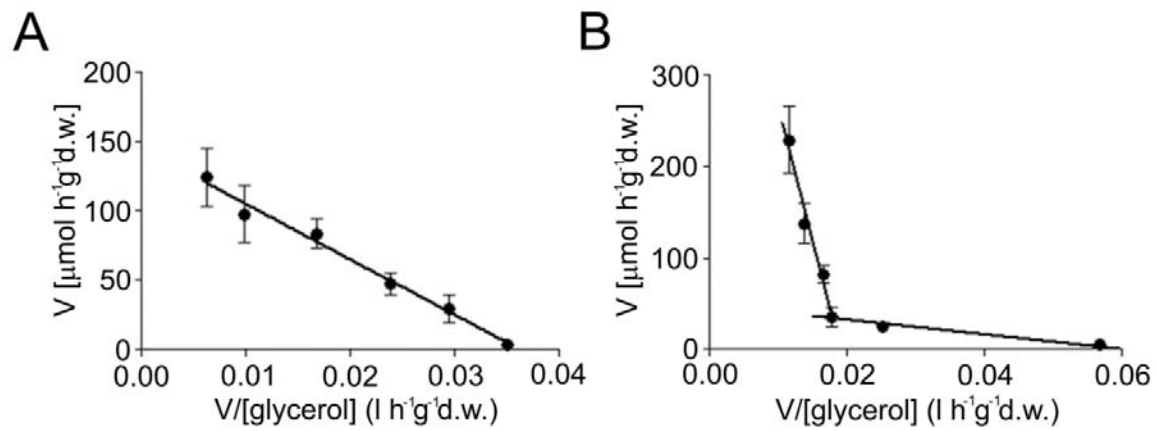 A
V [µmol h⁻¹g⁻¹d.w.]
200
150
100
50
0
0.00 0.01 0.02 0.03 0.04
V/[glycerol] (l h⁻¹g⁻¹d.w.)
B
V [µmol h⁻¹g⁻¹d.w.]
300
200
100
0
0.00 0.02 0.04 0.06
V/[glycerol] (l h⁻¹g⁻¹d.w.)